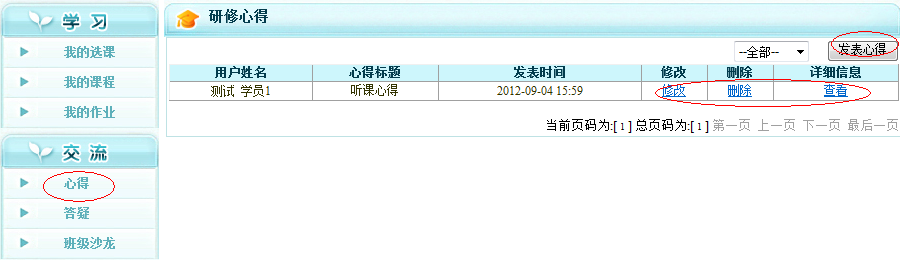 学 习
我的选课
我的课程
我的作业
交 流
心得
答疑
班级沙龙
研修心得
--全部-- 发表心得
用户姓名 心得标题 发表时间 修改 删除 详细信息
测试 学员1 听课心得 2012-09-04 15:59 修改 删除 查看
当前页码为:[1] 总页码为:[1] 第一页 上一页 下一页 最后一页